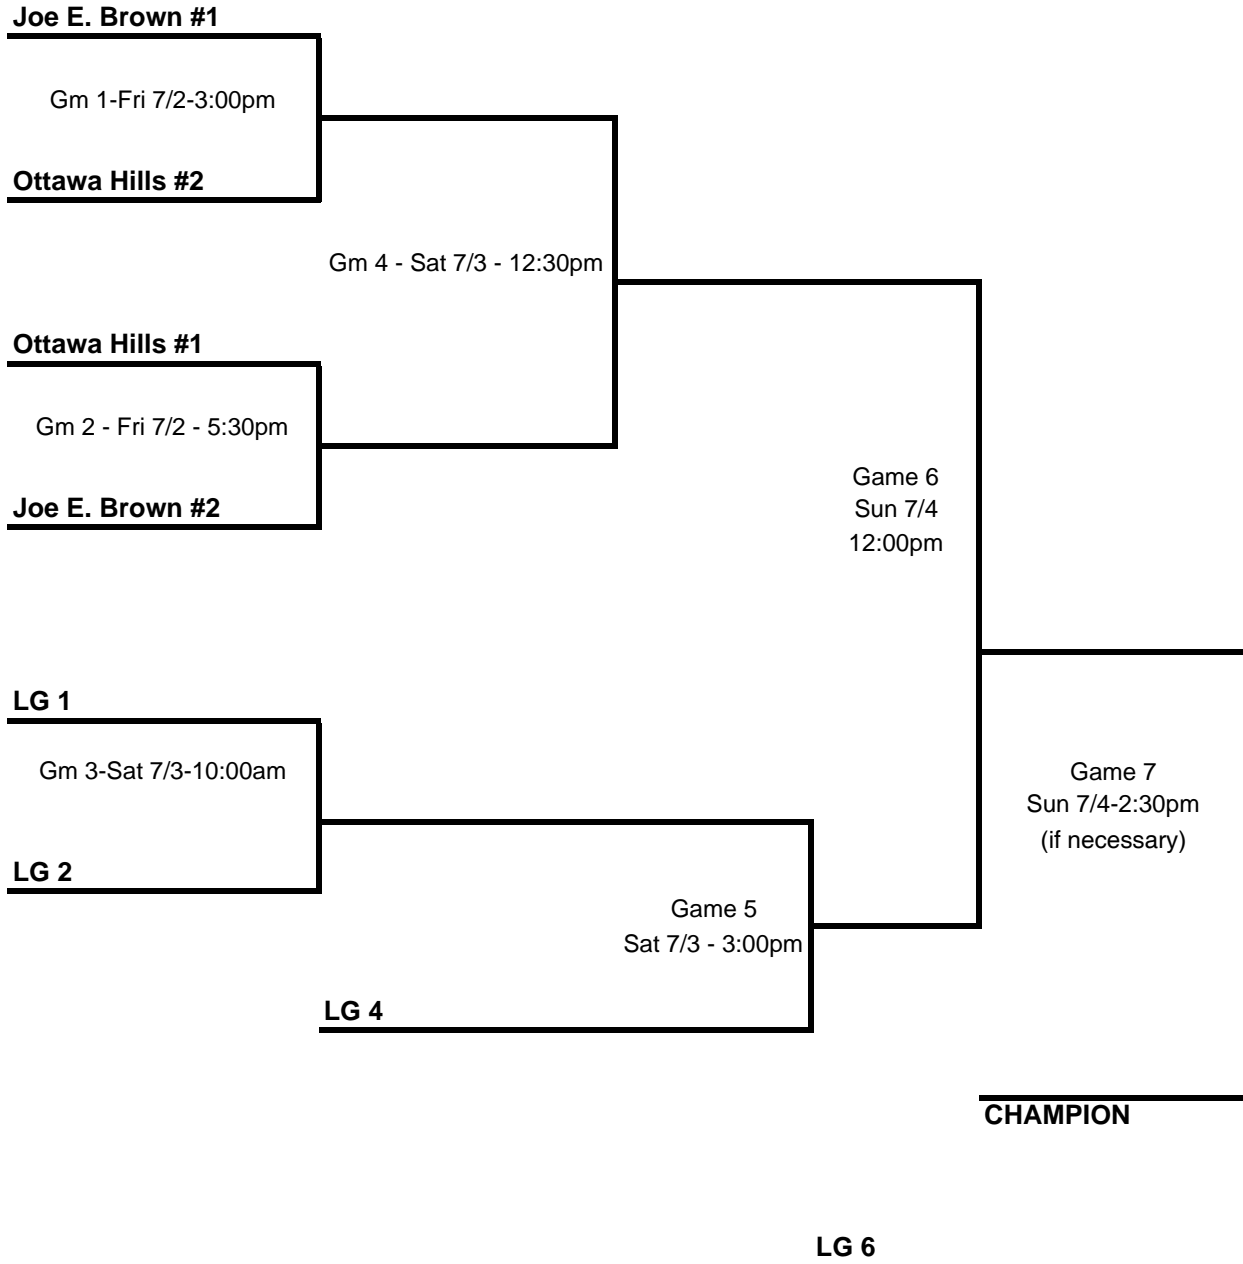 Joe E. Brown #1
Gm 1-Fri 7/2-3:00pm
Ottawa Hills #2
Gm 4 - Sat 7/3 - 12:30pm
Ottawa Hills #1
Gm 2 - Fri 7/2 - 5:30pm
Joe E. Brown #2
Game 6
Sun 7/4
12:00pm
LG 1
Gm 3-Sat 7/3-10:00am
LG 2
Game 7
Sun 7/4-2:30pm
(if necessary)
Game 5
Sat 7/3 - 3:00pm
LG 4
CHAMPION
LG 6